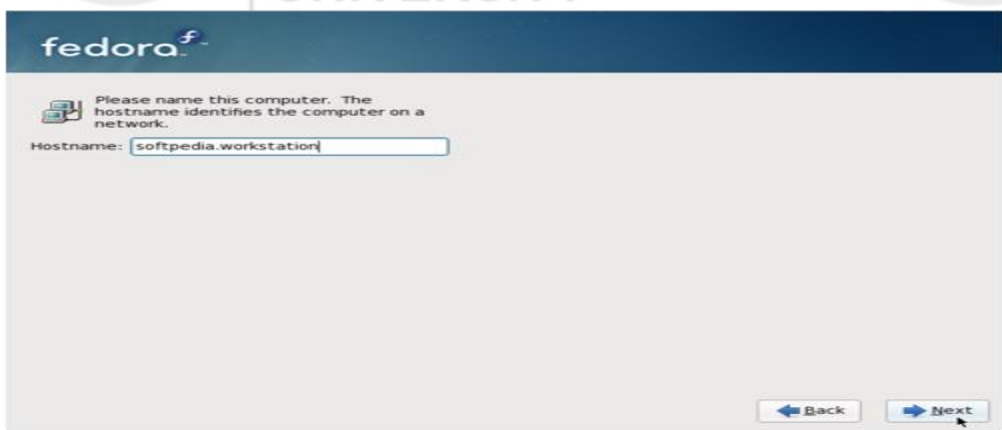 fedora
Please name this computer. The
hostname identifies the computer on a
network.
Hostname: softpedia.workstation
Back
Next